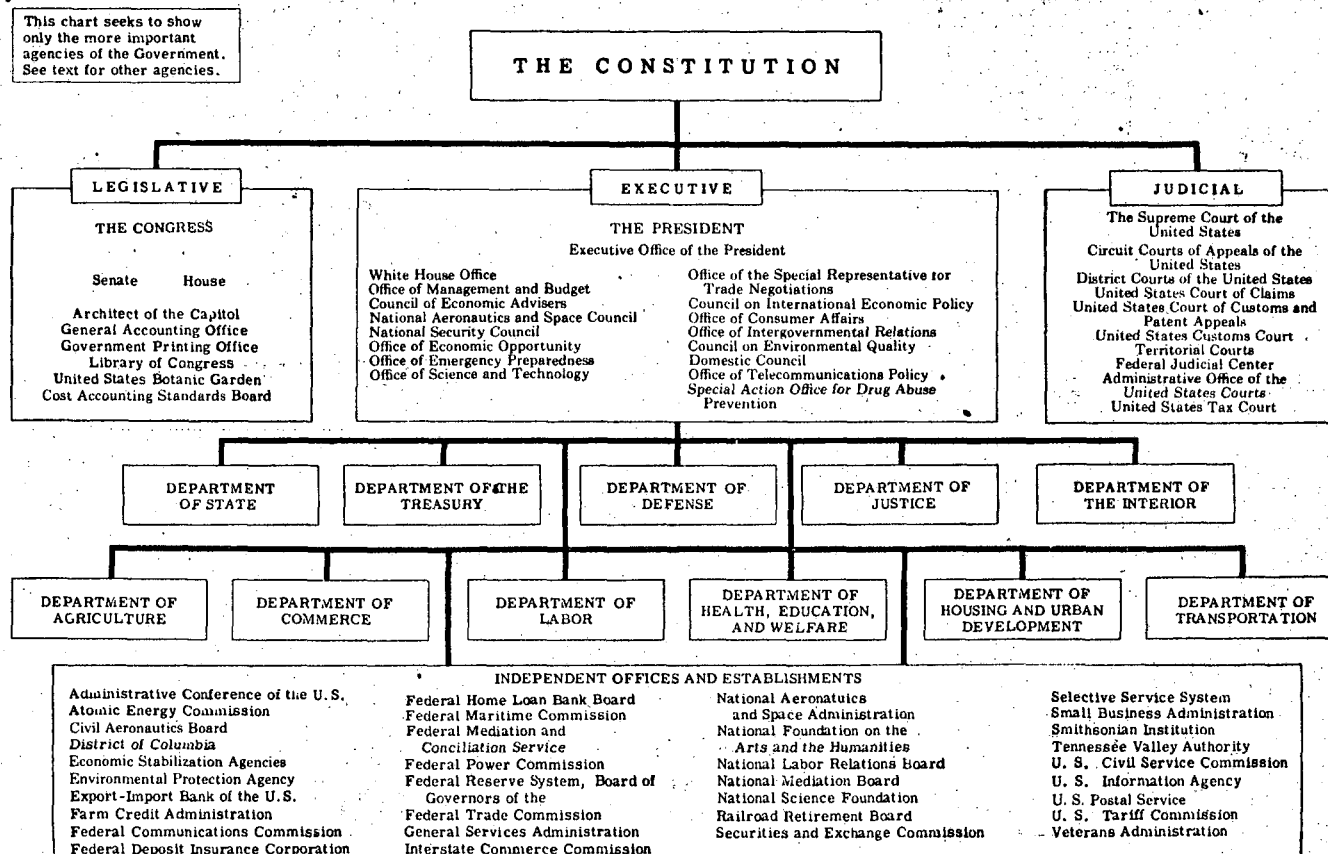 This chart seeks to show
only the more important
agencies of the Government.
See text for other agencies.
THE CONSTITUTION
LEGISLATIVE
THE CONGRESS
Senate House
Architect of the Capitol
General Accounting Office
Government Printing Office
Library of Congress
United States Botanic Garden
Cost Accounting Standards Board
EXECUTIVE
THE PRESIDENT
Executive Office of the President
White House Office
Office of Management and Budget
Council of Economic Advisers
National Aeronautics and Space Council
National Security Council
Office of Economic Opportunity
Office of Emergency Preparedness
Office of Science and Technology
Office of the Special Representative for
Trade Negotiations
Council on International Economic Policy
Office of Consumer Affairs
Office of Intergovernmental Relations
Council on Environmental Quality
Domestic Council
Office of Telecommunications Policy
Special Action Office for Drug Abuse
Prevention
JUDICIAL
The Supreme Court of the
United States
Circuit Courts of Appeals of the
United States
District Courts of the United States
United States Court of Claims
United States Court of Customs and
Patent Appeals
United States Customs Court
Territorial Courts
Federal Judicial Center
Administrative Office of the
United States Courts
United States Tax Court
DEPARTMENT
OF STATE
DEPARTMENT OF THE
TREASURY
DEPARTMENT OF
DEFENSE
DEPARTMENT OF
JUSTICE
DEPARTMENT OF
THE INTERIOR
DEPARTMENT OF
AGRICULTURE
DEPARTMENT OF
COMMERCE
DEPARTMENT OF
LABOR
DEPARTMENT OF
HEALTH, EDUCATION,
AND WELFARE
DEPARTMENT OF
HOUSING AND URBAN
DEVELOPMENT
DEPARTMENT OF
TRANSPORTATION
INDEPENDENT OFFICES AND ESTABLISHMENTS
Administrative Conference of the U.S.
Atomic Energy Commission
Civil Aeronautics Board
District of Columbia
Economic Stabilization Agencies
Environmental Protection Agency
Export-Import Bank of the U.S.
Farm Credit Administration
Federal Communications Commission
Federal Deposit Insurance Corporation
Federal Home Loan Bank Board
Federal Maritime Commission
Federal Mediation and
Conciliation Service
Federal Power Commission
Federal Reserve System, Board of
Governors of the
Federal Trade Commission
General Services Administration
Interstate Commerce Commission
National Aeronatuics
and Space Administration
National Foundation on the
Arts and the Humanities
National Labor Relations Board
National Mediation Board
National Science Foundation
Railroad Retirement Board
Securities and Exchange Commission
Selective Service System
Small Business Administration
Smithsonian Institution
Tennessee Valley Authority
U. S. Civil Service Commission
U. S. Information Agency
U. S. Postal Service
U. S. Tariff Commission
Veterans Administration